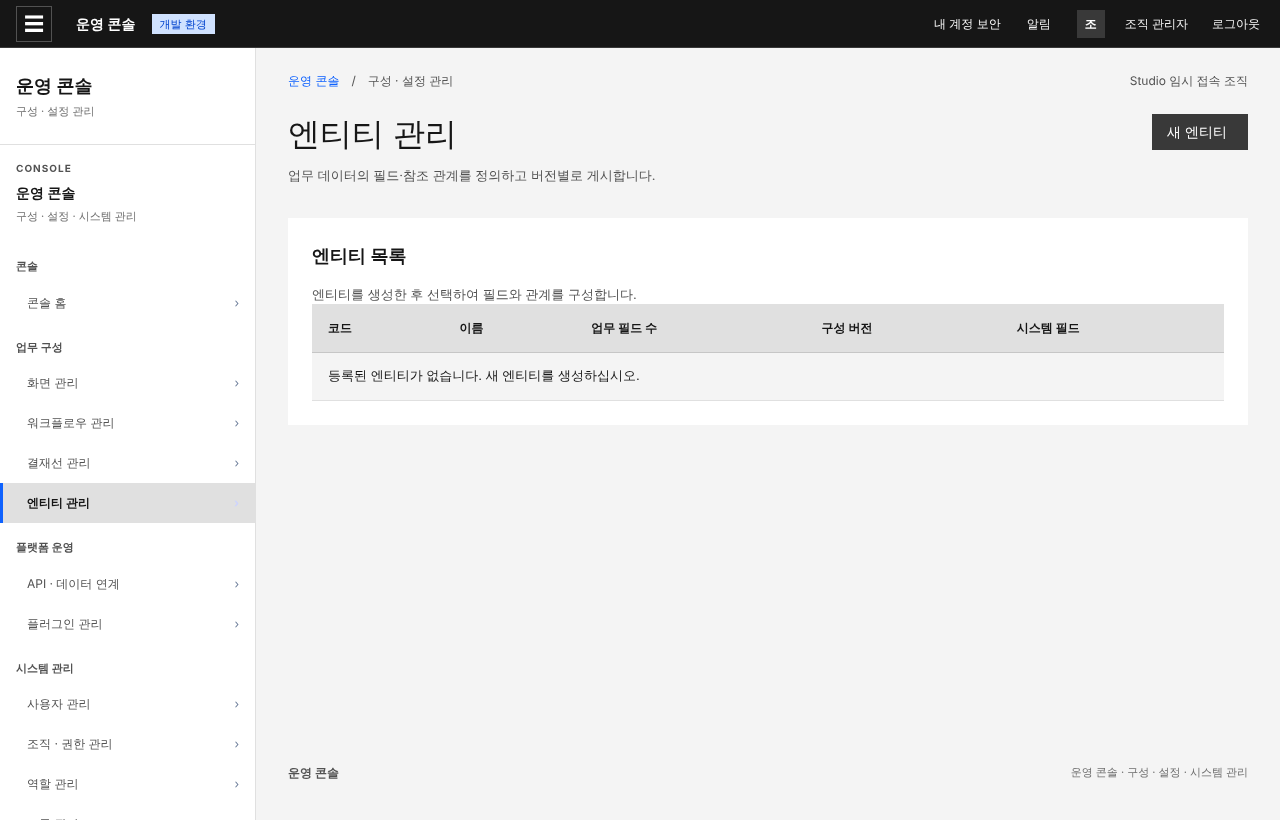 운영 콘솔
개발 환경
내 계정 보안
알림
조
조직 관리자
로그아웃
운영 콘솔
구성 · 설정 관리
CONSOLE
운영 콘솔
구성 · 설정 · 시스템 관리
콘솔
콘솔 홈
업무 구성
화면 관리
워크플로우 관리
결재선 관리
엔티티 관리
플랫폼 운영
API · 데이터 연계
플러그인 관리
시스템 관리
사용자 관리
조직 · 권한 관리
역할 관리
운영 콘솔 / 구성 · 설정 관리
Studio 임시 접속 조직
엔티티 관리
새 엔티티
업무 데이터의 필드·참조 관계를 정의하고 버전별로 게시합니다.
엔티티 목록
엔티티를 생성한 후 선택하여 필드와 관계를 구성합니다.
코드 이름 업무 필드 수 구성 버전 시스템 필드
등록된 엔티티가 없습니다. 새 엔티티를 생성하십시오.
운영 콘솔
운영 콘솔 · 구성 · 설정 · 시스템 관리